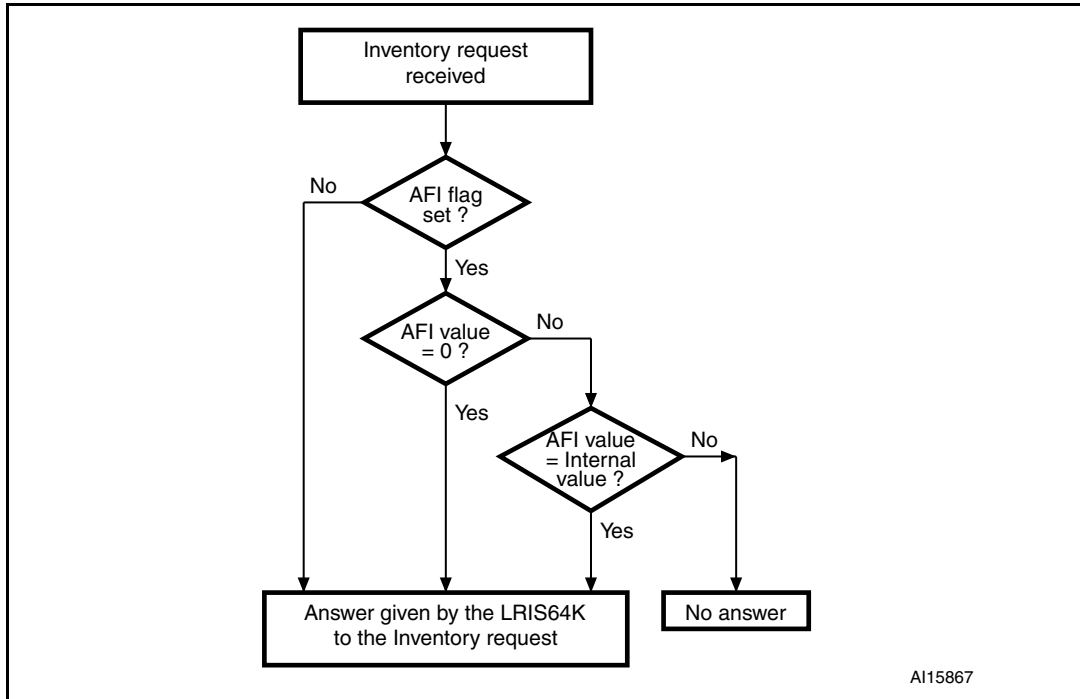 Inventory request
received
No
AFI flag
set ?
Yes
AFI value
= 0 ?
No
Yes
AFI value
= Internal
value ?
No
Yes
Answer given by the LRIS64K
to the Inventory request
No answer
AI15867